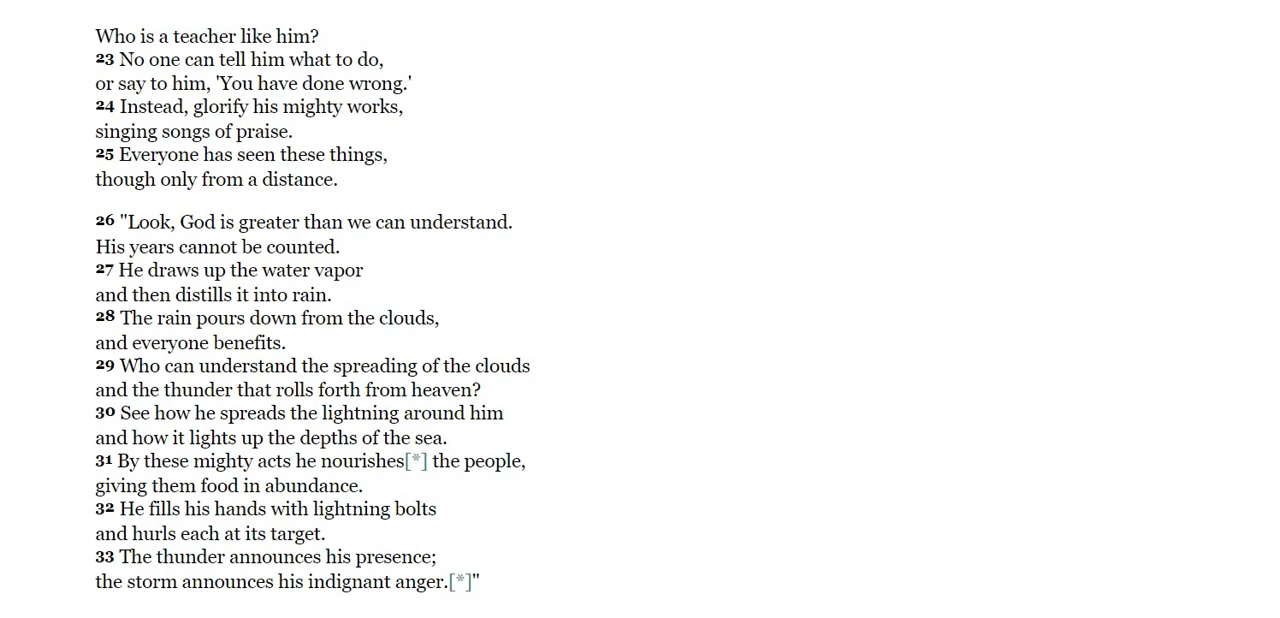 Who is a teacher like him?
23 No one can tell him what to do,
or say to him, 'You have done wrong.'
24 Instead, glorify his mighty works,
singing songs of praise.
25 Everyone has seen these things,
though only from a distance.
26 "Look, God is greater than we can understand.
His years cannot be counted.
27 He draws up the water vapor
and then distills it into rain.
28 The rain pours down from the clouds,
and everyone benefits.
29 Who can understand the spreading of the clouds
and the thunder that rolls forth from heaven?
30 See how he spreads the lightning around him
and how it lights up the depths of the sea.
31 By these mighty acts he nourishes[*] the people,
giving them food in abundance.
32 He fills his hands with lightning bolts
and hurls each at its target.
33 The thunder announces his presence;
the storm announces his indignant anger.[*]"